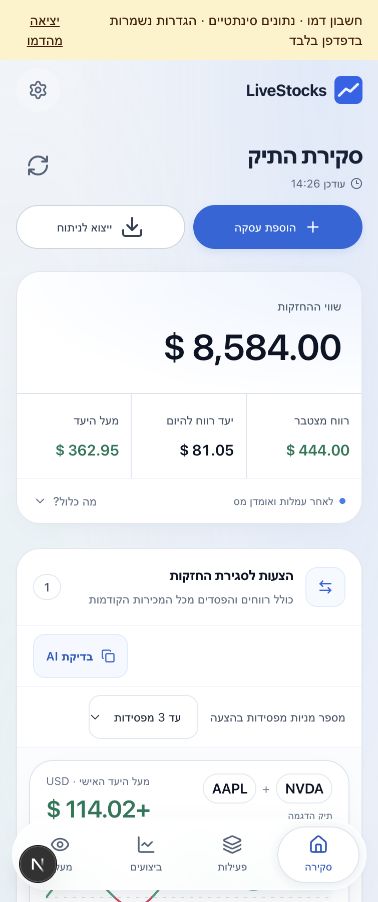 חשבון דמו · נתונים סינתטיים · הגדרות נשמרות
בדפדפן בלבד
יציאה
מהדמו
LiveStocks
סקירת התיק
עודכן 14:26
הוספת עסקה
ייצוא לניתוח
שווי ההחזקות
$ 8,584.00
רווח מצטבר
$ 444.00
יעד רווח להיום
$ 81.05
מעל היעד
$ 362.95
לאחר עמלות ואומדן מס
מה כלול?
הצעות לסגירת החזקות
כולל רווחים והפסדים מכל המכירות הקודמות
1
בדיקת AI
מספר מניות מפסידות בהצעה
עד 3 מפסידות
NVDA + AAPL
תיק הדגמה
מעל היעד האישי · USD
$ 114.02+
סקירה
פעילות
ביצועים
N